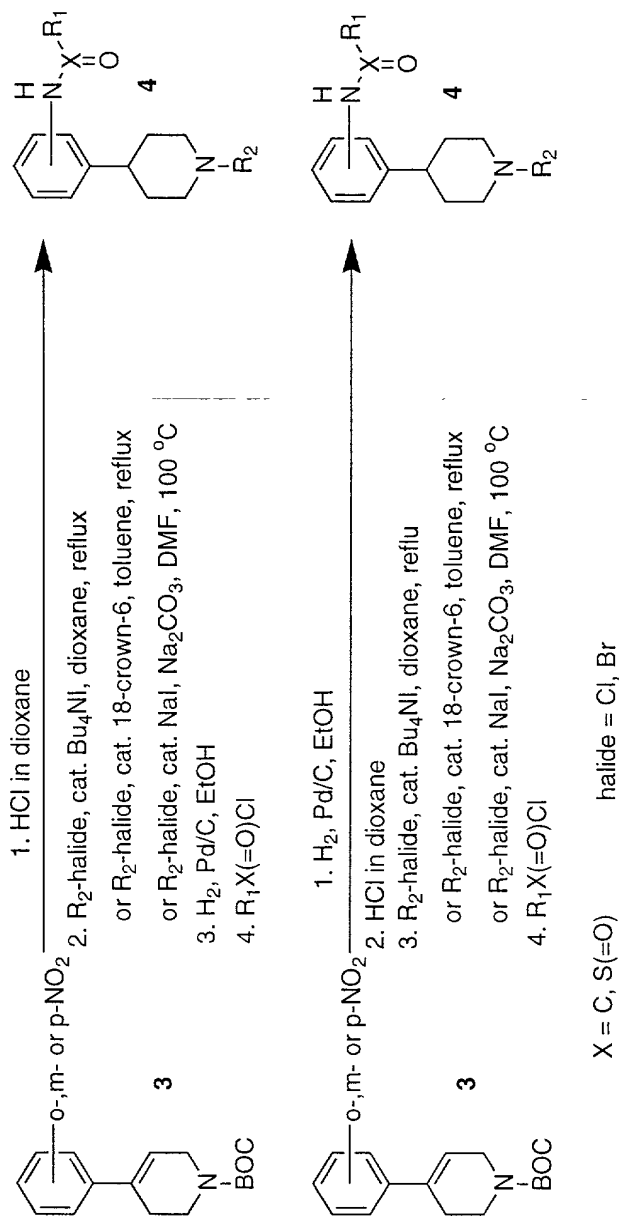 1. HCl in dioxane
o-,m- or p-NO2
2. R2-halide, cat. Bu4NI, dioxane, reflux
or R2-halide, cat. 18-crown-6, toluene, reflux
or R2-halide, cat. NaI, Na2CO3, DMF, 100 °C
3. H2, Pd/C, EtOH
4. R1X(=O)Cl
N
BOC
3
H
N
X=O
R1
N
R2
4
1. H2, Pd/C, EtOH
o-,m- or p-NO2
2. HCl in dioxane
3. R2-halide, cat. Bu4NI, dioxane, reflu
or R2-halide, cat. 18-crown-6, toluene, reflux
or R2-halide, cat. NaI, Na2CO3, DMF, 100 °C
4. R1X(=O)Cl
N
BOC
3
H
N
X=O
R1
N
R2
4
X = C, S(=O)
halide = Cl, Br